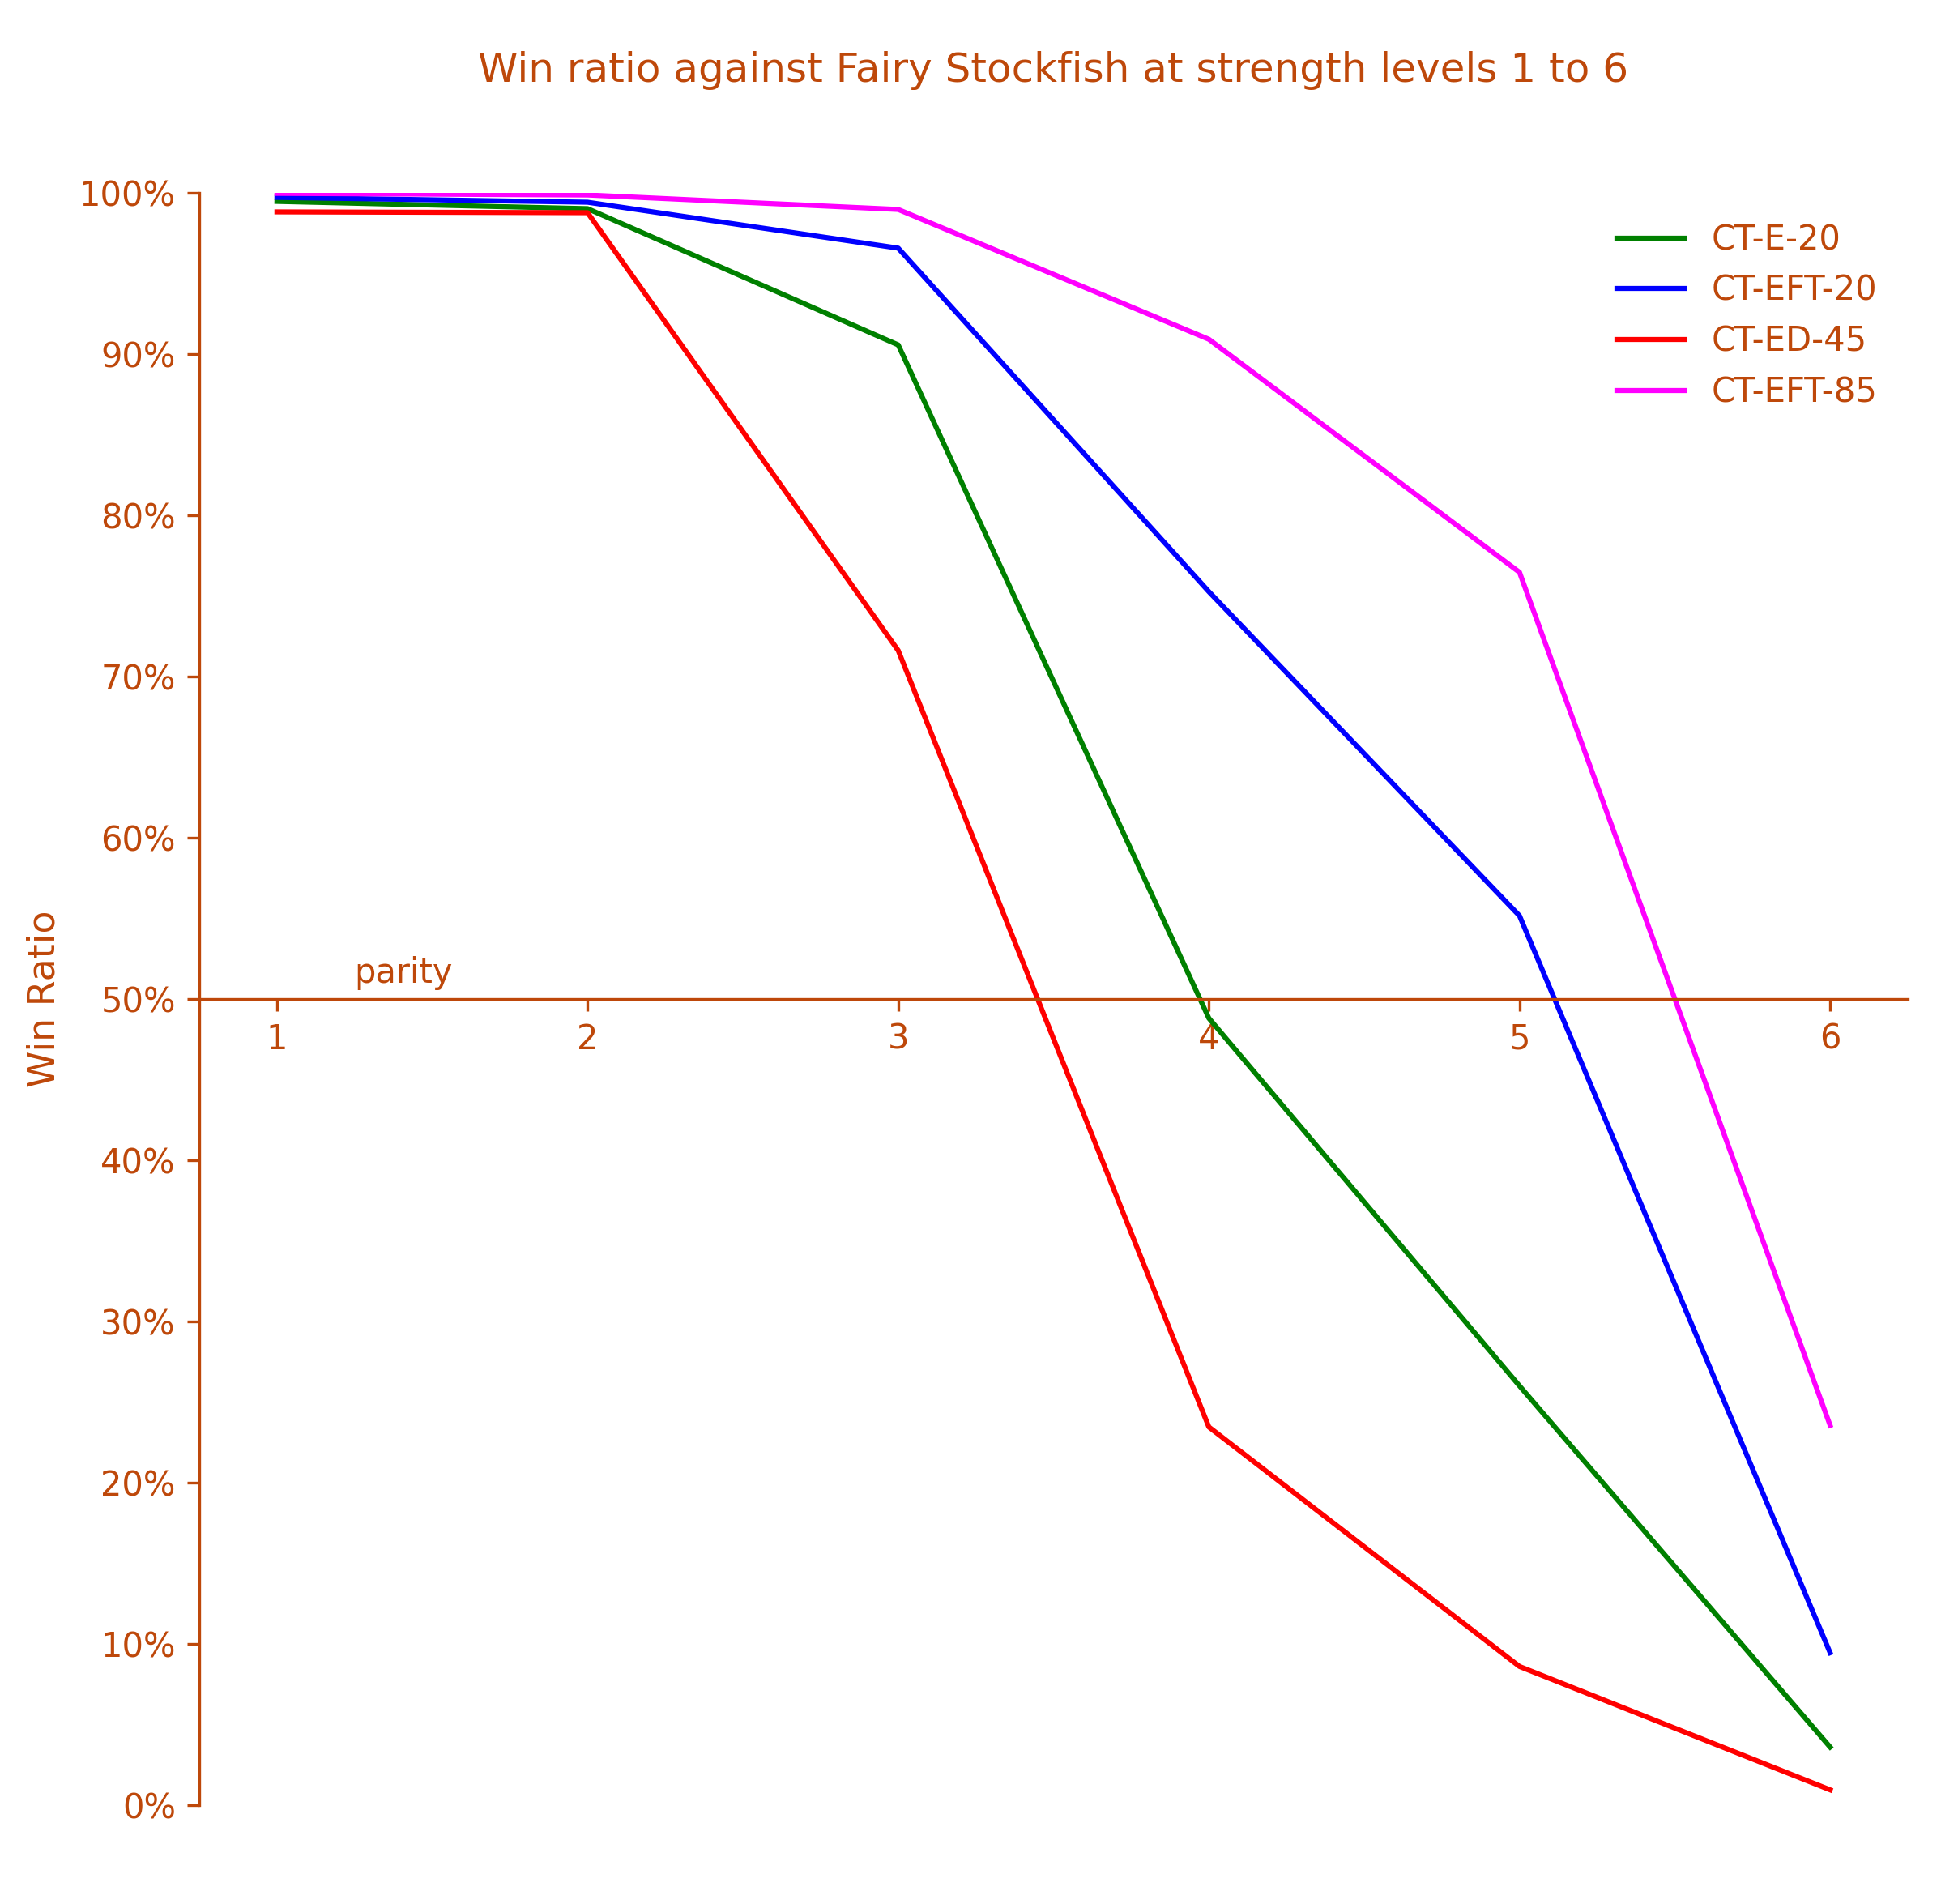 Win ratio against Fairy Stockfish at strength levels 1 to 6
100%
90%
80%
70%
60%
50%
40%
30%
20%
10%
0%
Win Ratio
parity
1 2 3 4 5 6
CT-E-20
CT-EFT-20
CT-ED-45
CT-EFT-85